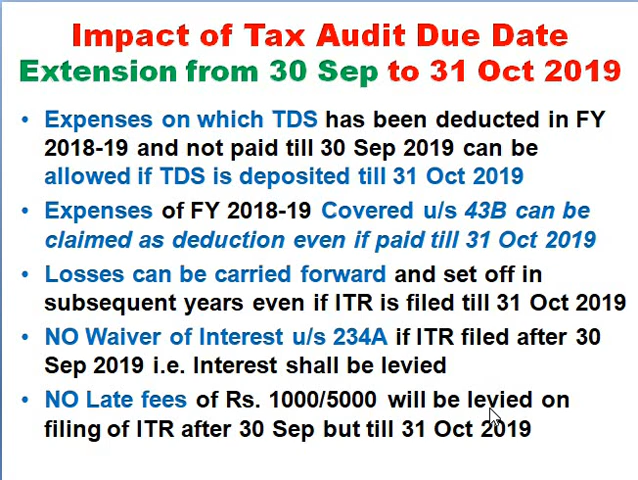 Impact of Tax Audit Due Date
Extension from 30 Sep to 31 Oct 2019
• Expenses on which TDS has been deducted in FY
2018-19 and not paid till 30 Sep 2019 can be
allowed if TDS is deposited till 31 Oct 2019
• Expenses of FY 2018-19 Covered u/s 43B can be
claimed as deduction even if paid till 31 Oct 2019
• Losses can be carried forward and set off in
subsequent years even if ITR is filed till 31 Oct 2019
• NO Waiver of Interest u/s 234A if ITR filed after 30
Sep 2019 i.e. Interest shall be levied
• NO Late fees of Rs. 1000/5000 will be levied on
filing of ITR after 30 Sep but till 31 Oct 2019